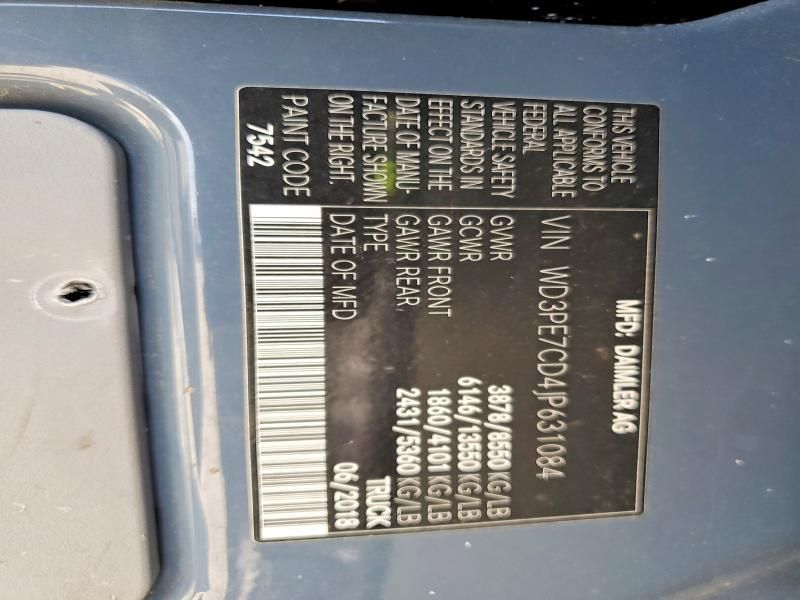 MFD: DAIMLER AG
VIN WD3PE7CD4JP631084
THIS VEHICLE
CONFORMS TO
ALL APPLICABLE
FEDERAL
VEHICLE SAFETY
STANDARDS IN
EFFECT ON THE
DATE OF MANU-
FACTURE SHOWN
ON THE RIGHT.
GVWR 3878/8550 KG/LB
GCWR 6146/13550 KG/LB
GAWR FRONT 1860/4101 KG/LB
GAWR REAR, 2431/5360 KG/LB
TYPE TRUCK
DATE OF MFD 06/2018
PAINT CODE
7542